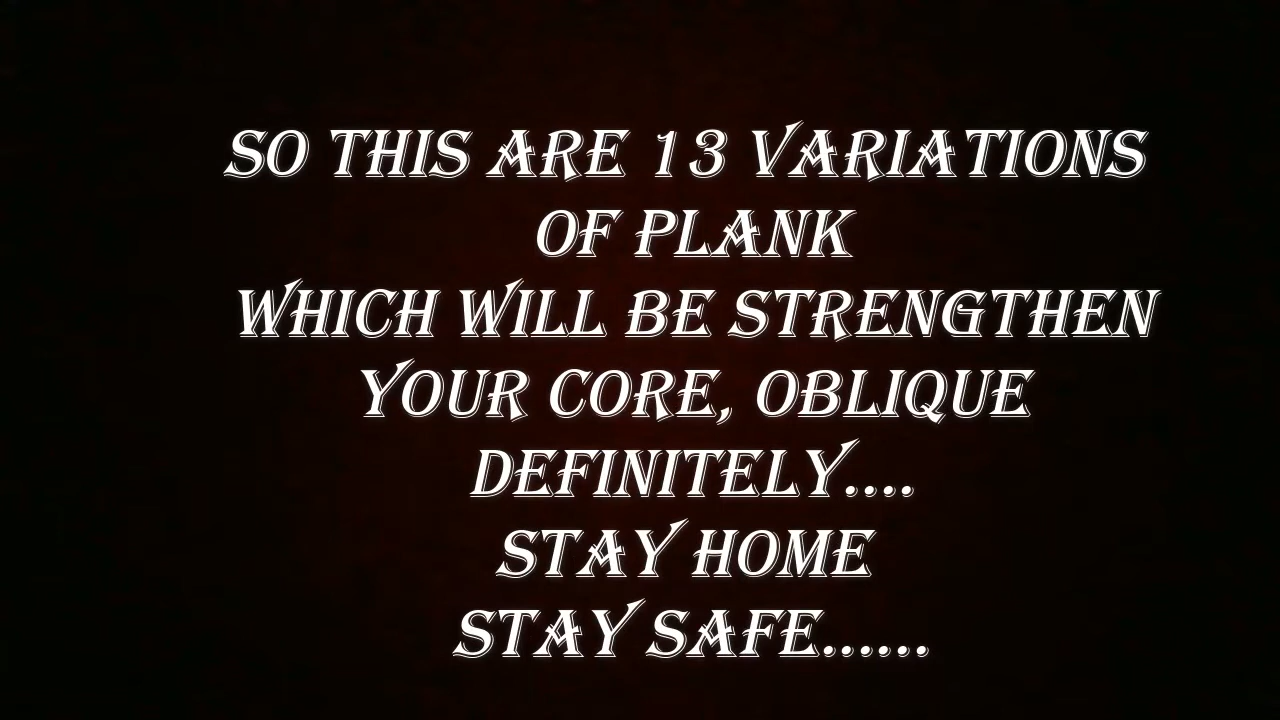 SO THIS ARE 13 VARIATIONS
OF PLANK
WHICH WILL BE STRENGTHEN
YOUR CORE, OBLIQUE
DEFINITELY....
STAY HOME
STAY SAFE......